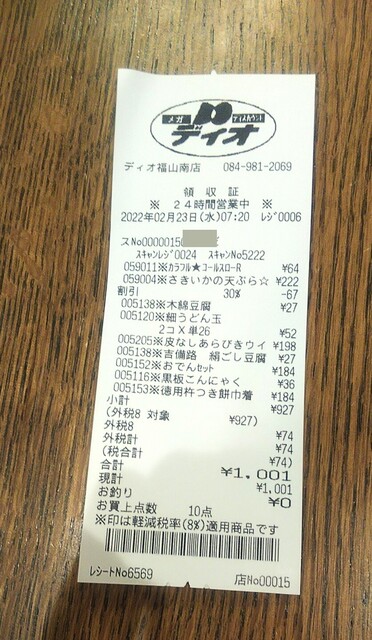 メガ ディスカウント
ディオ
ディオ福山南店 084-981-2069
領収証
※ 24時間営業中 ※
2022年02月23日(水)07:20 レジ0006
スNo0000015
スキャンレジ0024 スキャンNo5222
059011※カラフル★コールスローR ¥64
059004※さきいかの天ぷら☆ ¥222
割引 30% -67
005138※木綿豆腐 ¥27
005120※細うどん玉
2コX単26 ¥52
005205※皮なしあらびきウイ ¥198
005138※吉備路 絹ごし豆腐 ¥27
005152※おでんセット ¥184
005116※黒板こんにゃく ¥36
005153※徳用杵つき餅巾着 ¥184
小計 ¥927
(外税8 対象 ¥927)
外税8 ¥74
外税計 ¥74
(税合計 ¥74)
合計 ¥1,001
現計 ¥1,001
お釣り ¥0
お買上点数 10点
※印は軽減税率(8%)適用商品です
レシートNo6569 店No00015